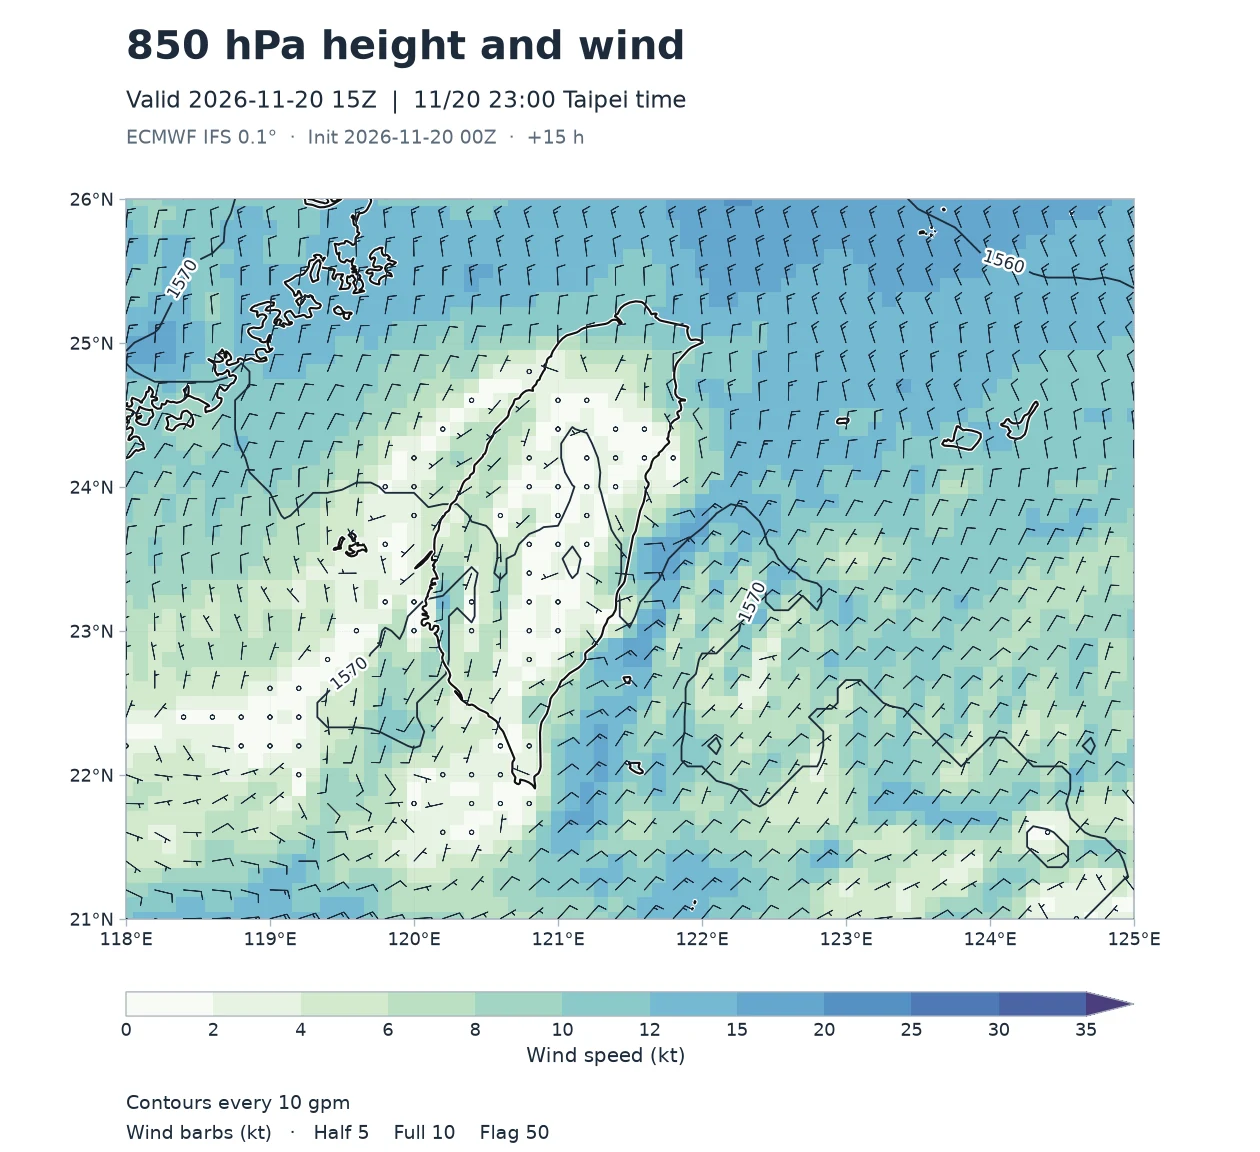 850 hPa height and wind
Valid 2026-11-20 15Z | 11/20 23:00 Taipei time
ECMWF IFS 0.1° · Init 2026-11-20 00Z · +15 h
26°N
25°N
24°N
23°N
22°N
21°N
1570
1560
1570
1570
118°E 119°E 120°E 121°E 122°E 123°E 124°E 125°E
0 2 4 6 8 10 12 15 20 25 30 35
Wind speed (kt)
Contours every 10 gpm
Wind barbs (kt) · Half 5 Full 10 Flag 50